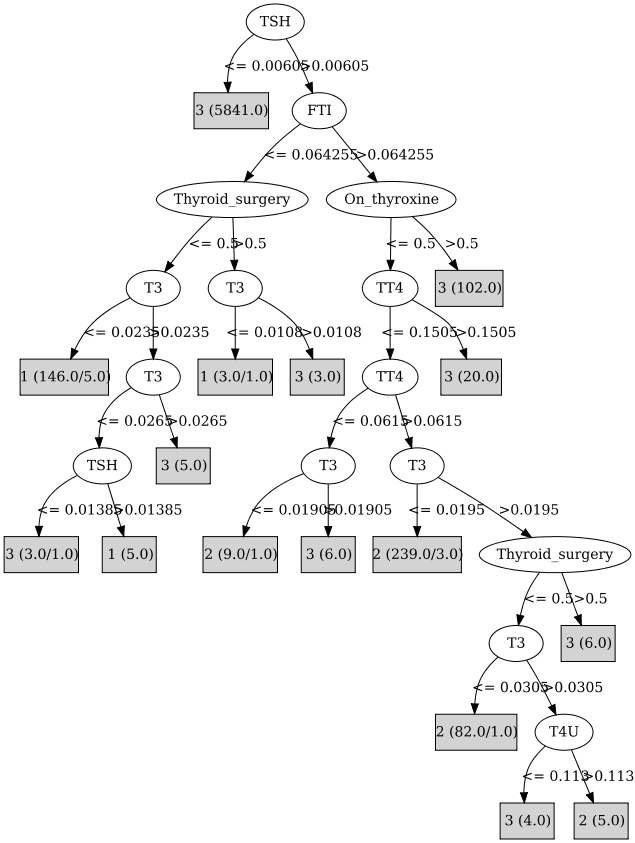 TSH
<= 0.00605 >0.00605
3 (5841.0) FTI
<= 0.064255 >0.064255
Thyroid_surgery On_thyroxine
<= 0.5 >0.5 <= 0.5 >0.5
T3 T3 TT4 3 (102.0)
<= 0.0235 >0.0235 <= 0.0108 >0.0108 <= 0.1505 >0.1505
1 (146.0/5.0) T3 1 (3.0/1.0) 3 (3.0) TT4 3 (20.0)
<= 0.0265 >0.0265 <= 0.0615 >0.0615
TSH 3 (5.0) T3 T3
<= 0.01385 >0.01385 <= 0.01905 >0.01905 <= 0.0195 >0.0195
3 (3.0/1.0) 1 (5.0) 2 (9.0/1.0) 3 (6.0) 2 (239.0/3.0) Thyroid_surgery
<= 0.5 >0.5
T3 3 (6.0)
<= 0.0305 >0.0305
2 (82.0/1.0) T4U
<= 0.113 >0.113
3 (4.0) 2 (5.0)